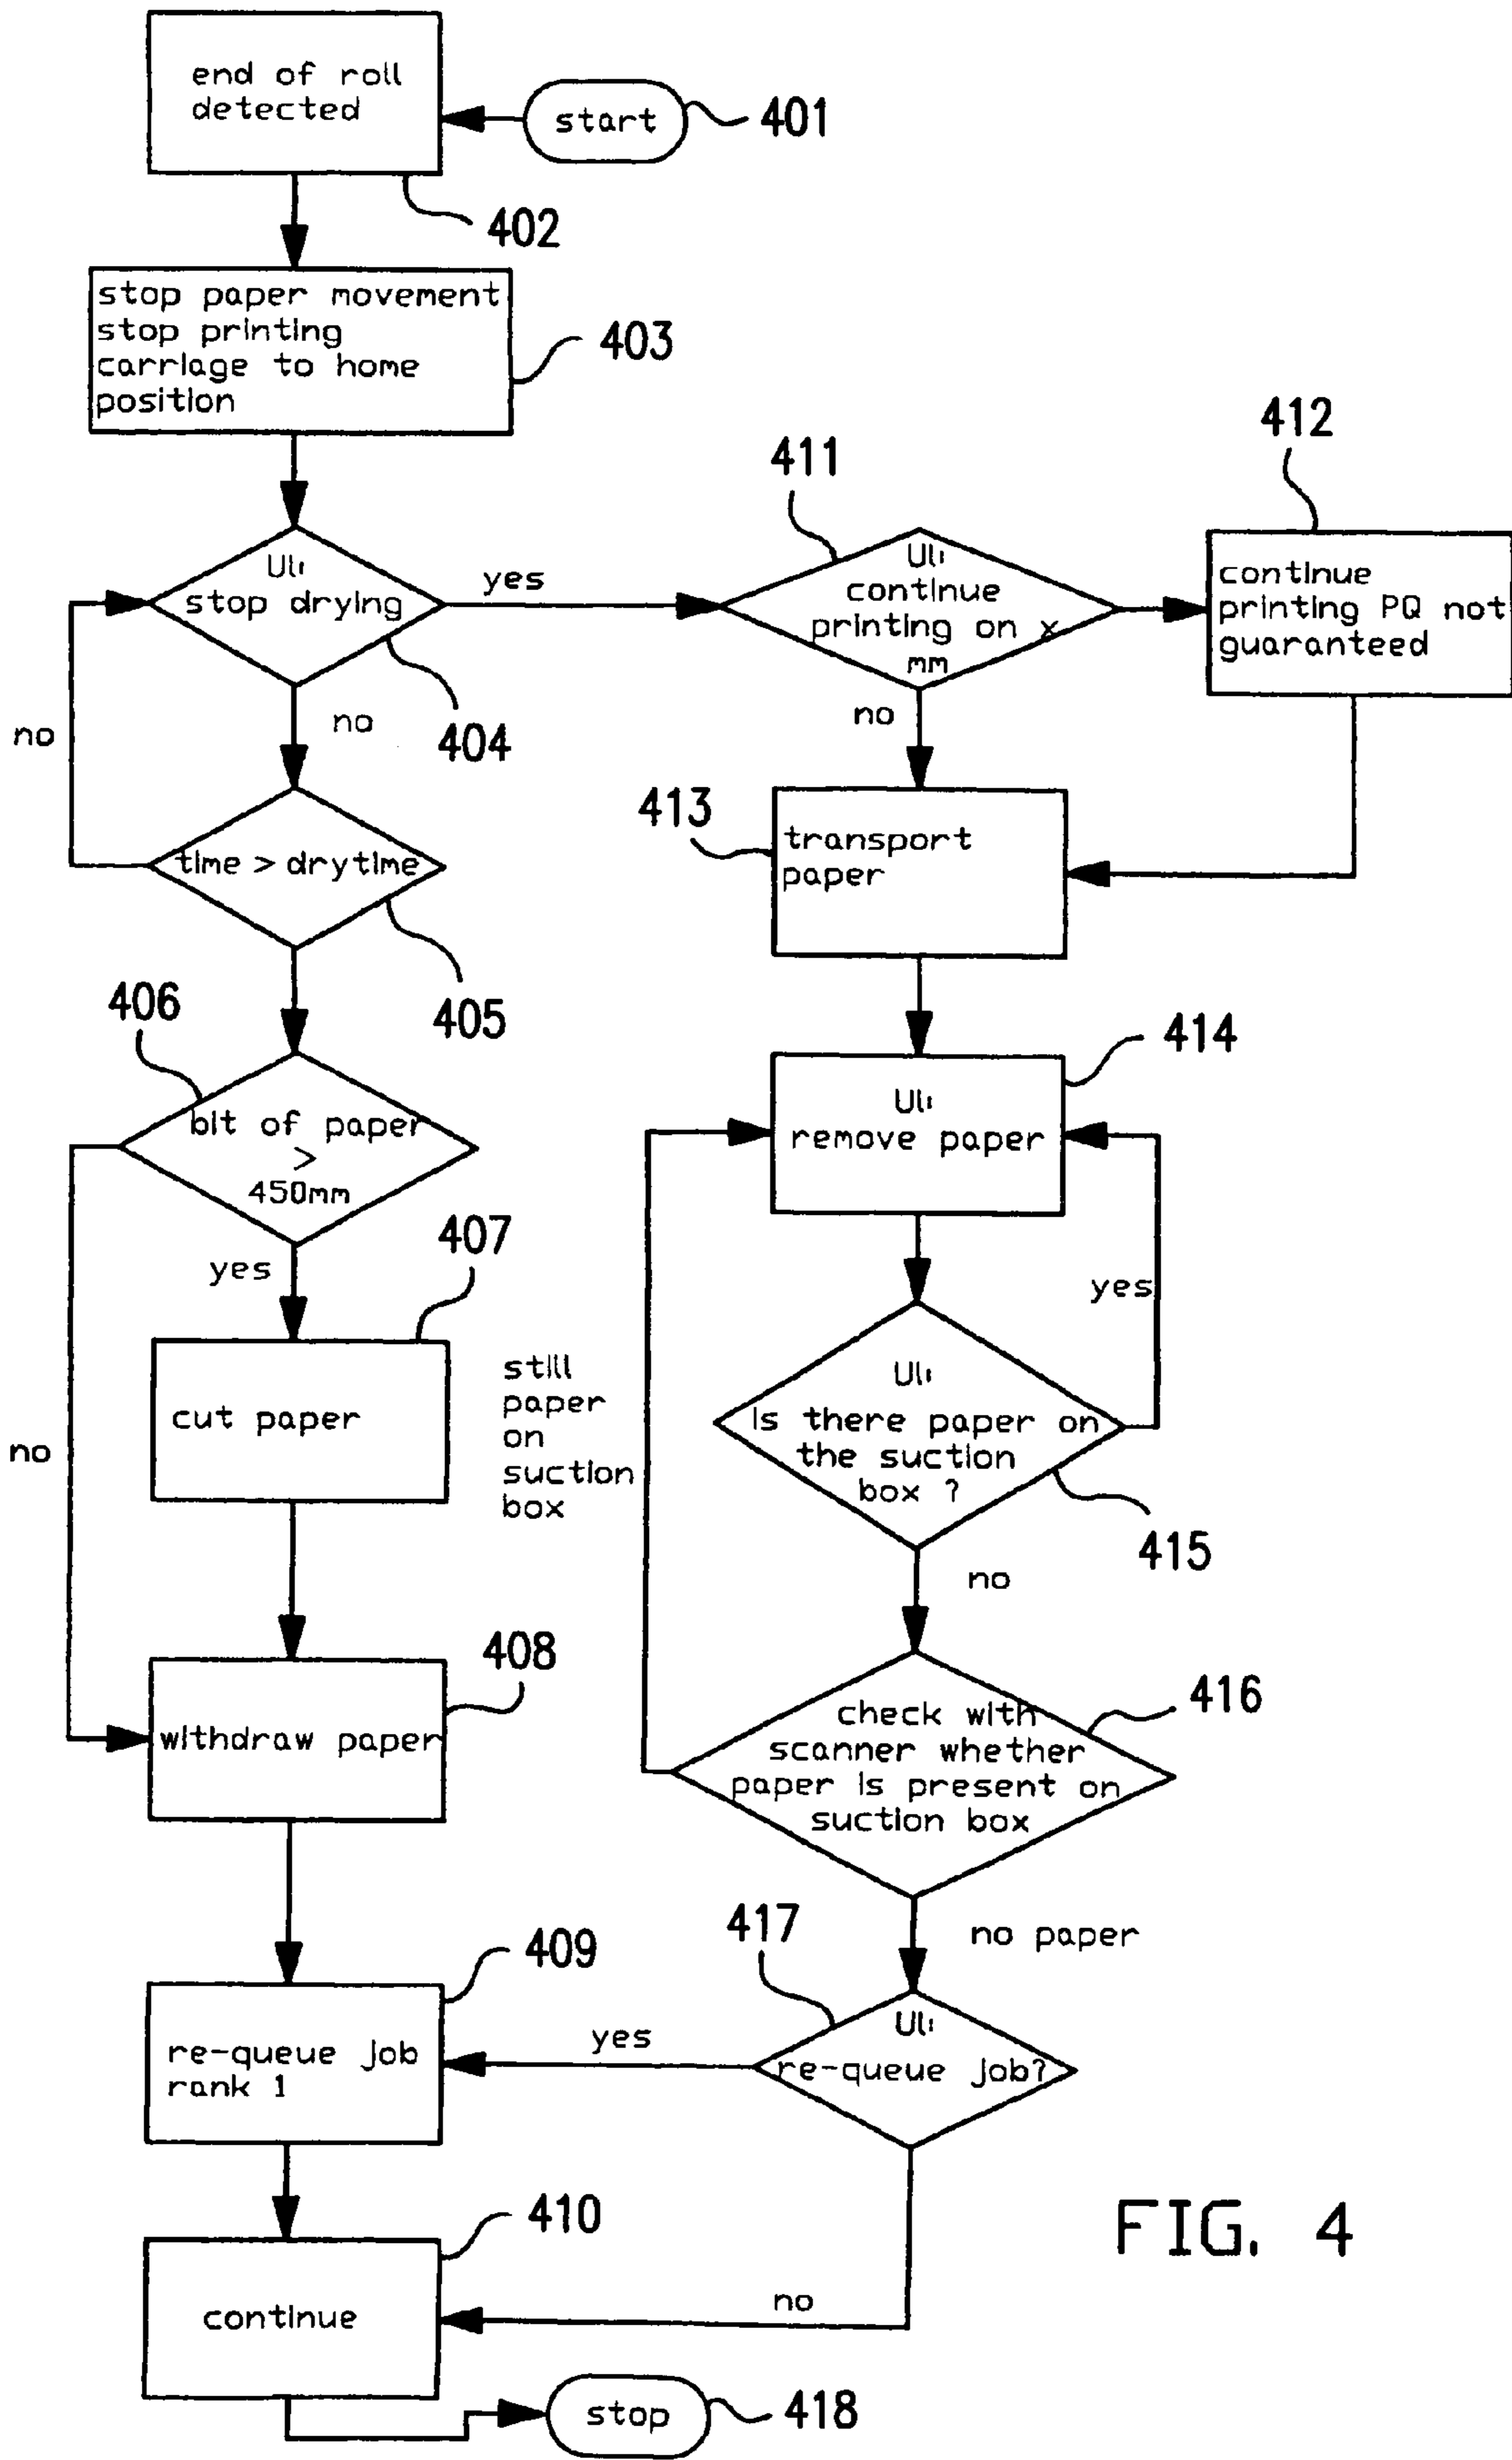 end of roll
detected
start
401
402
stop paper movement
stop printing
carriage to home
position
403
UI:
stop drying
yes
no
404
no
time > drytime
405
406
bit of paper
>
450mm
yes
no
407
cut paper
408
withdraw paper
409
re-queue job
rank 1
410
continue
stop
418
411
UI:
continue
printing on x
mm
no
412
continue
printing PQ not
guaranteed
413
transport
paper
414
UI:
remove paper
yes
still
paper
on
suction
box
UI:
is there paper on
the suction
box ?
415
no
416
check with
scanner whether
paper is present on
suction box
no paper
417
UI:
re-queue job?
yes
no
FIG. 4